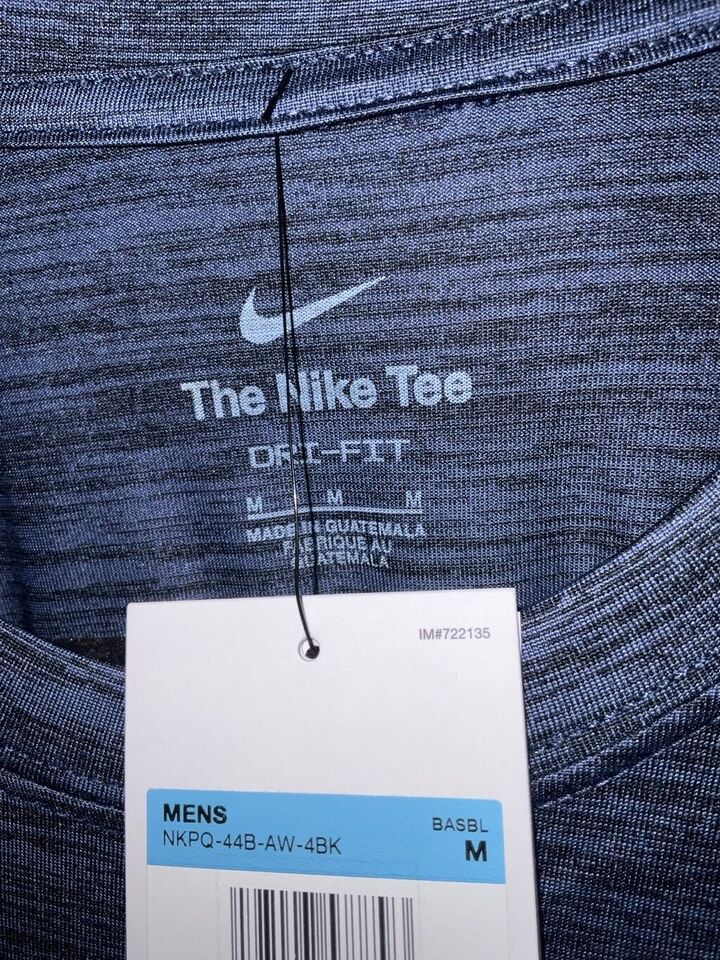 The Nike Tee
DRI-FIT
M M M
MADE IN GUATEMALA
FABRIQUE AU
GUATEMALA
IM#722135
MENS
NKPQ-44B-AW-4BK
BASBL
M